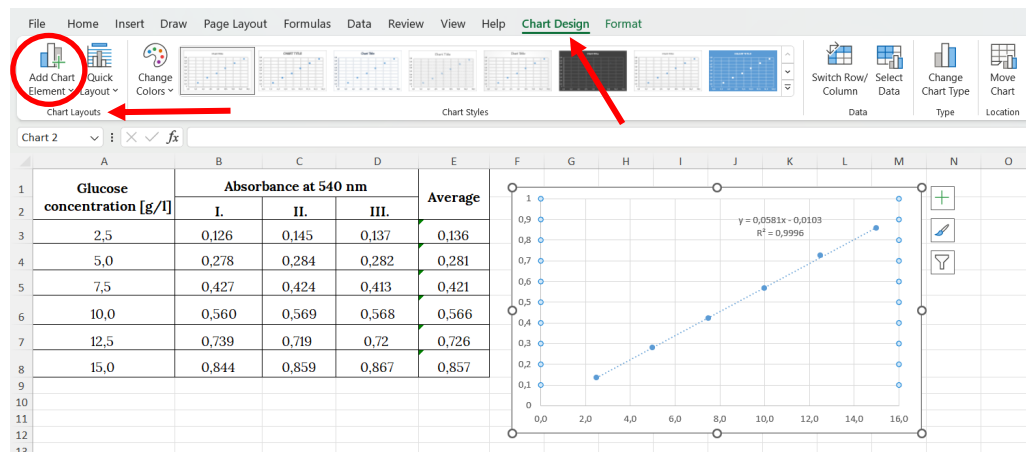 File Home Insert Draw Page Layout Formulas Data Review View Help Chart Design Format
Add Chart Element
Quick Layout
Change Colors
Switch Row/ Column
Select Data
Change Chart Type
Move Chart
Chart Layouts Chart Styles Data Type Location
Chart 2 fx
A B C D E F G H I J K L M N O
1 Glucose concentration [g/l] Absorbance at 540 nm Average
2 I. II. III.
3 2,5 0,126 0,145 0,137 0,136
4 5,0 0,278 0,284 0,282 0,281
5 7,5 0,427 0,424 0,413 0,421
6 10,0 0,560 0,569 0,568 0,566
7 12,5 0,739 0,719 0,72 0,726
8 15,0 0,844 0,859 0,867 0,857
9
10
11
12
13
1
0,9
0,8
0,7
0,6
0,5
0,4
0,3
0,2
0,1
0
y = 0,0581x - 0,0103
R² = 0,9996
0,0 2,0 4,0 6,0 8,0 10,0 12,0 14,0 16,0